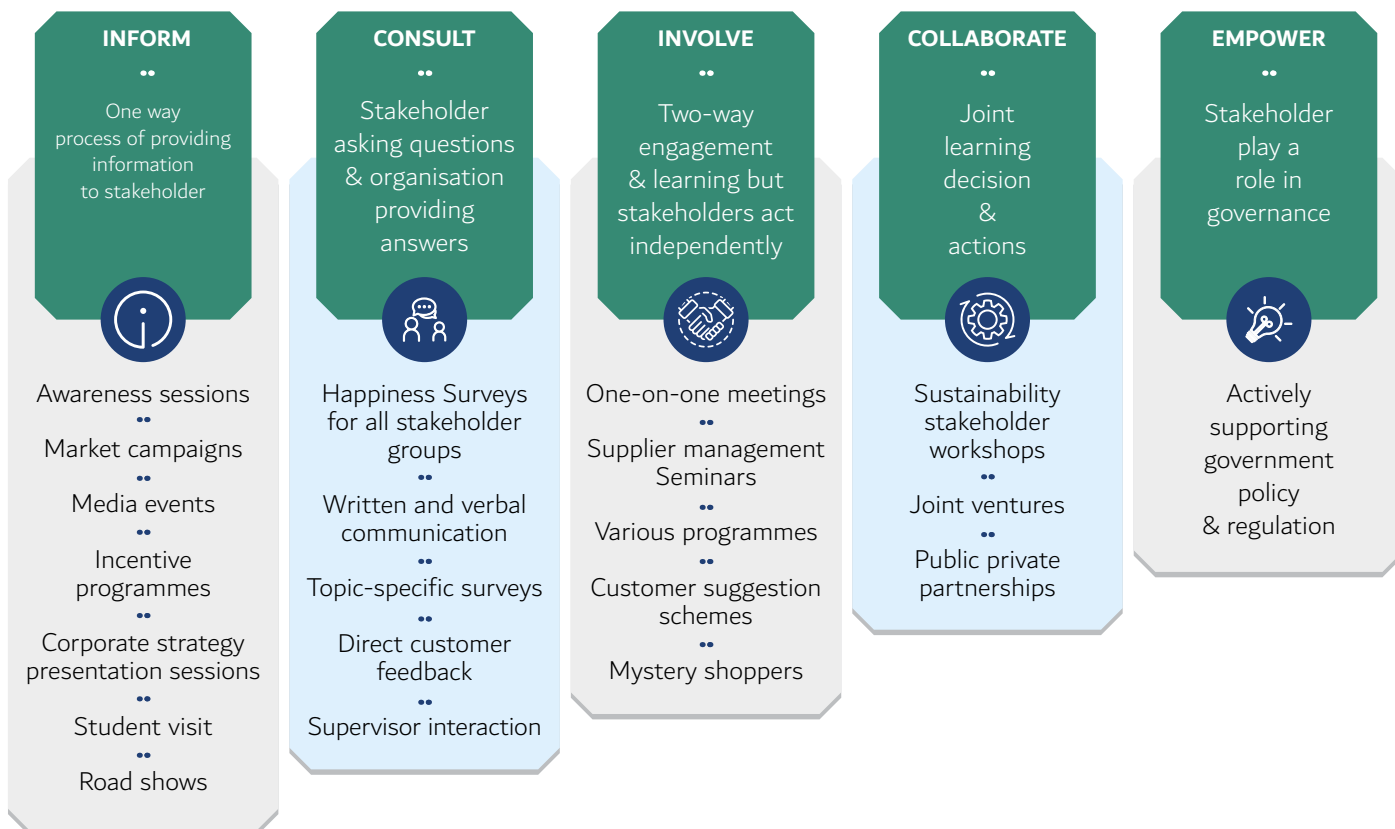 INFORM
One way
process of providing
information
to stakeholder
Awareness sessions
Market campaigns
Media events
Incentive
programmes
Corporate strategy
presentation sessions
Student visit
Road shows
CONSULT
Stakeholder
asking questions
& organisation
providing
answers
Happiness Surveys
for all stakeholder
groups
Written and verbal
communication
Topic-specific surveys
Direct customer
feedback
Supervisor interaction
INVOLVE
Two-way
engagement
& learning but
stakeholders act
independently
One-on-one meetings
Supplier management
Seminars
Various programmes
Customer suggestion
schemes
Mystery shoppers
COLLABORATE
Joint
learning
decision
&
actions
Sustainability
stakeholder
workshops
Joint ventures
Public private
partnerships
EMPOWER
Stakeholder
play a
role in
governance
Actively
supporting
government
policy
& regulation